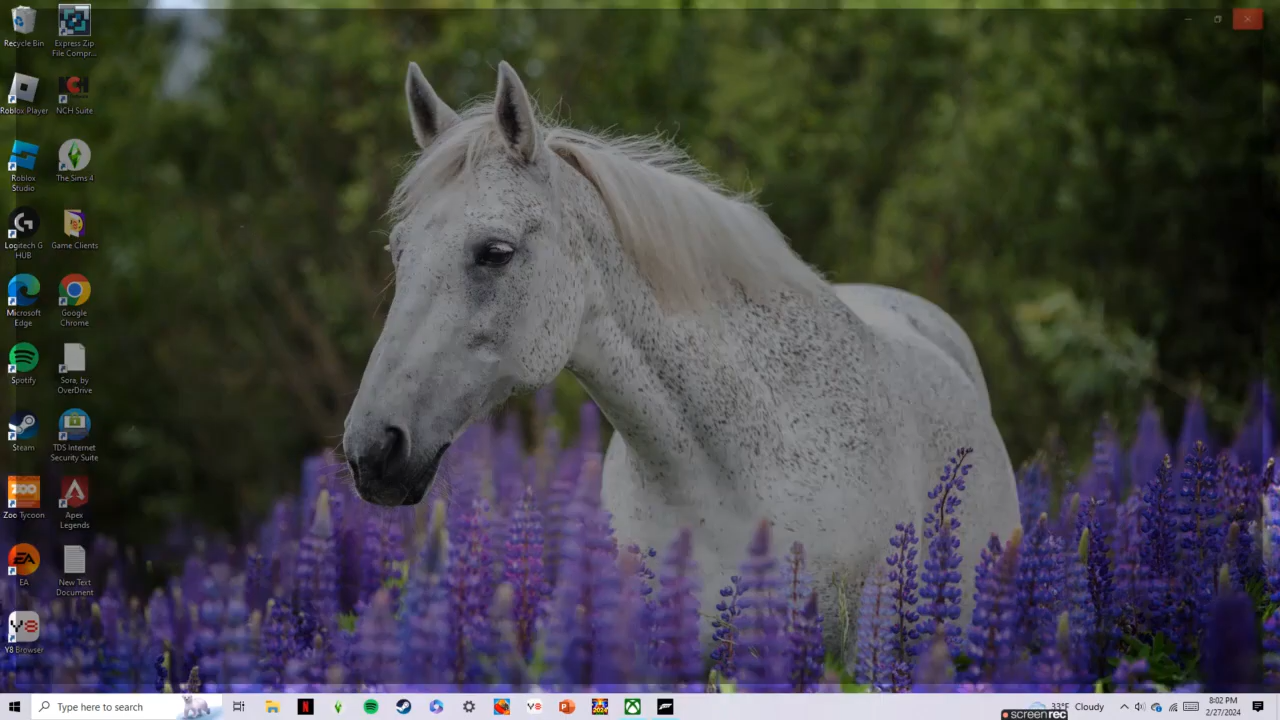 Recycle Bin
Express Zip
File Compr...
Roblox Player
NCH Suite
Roblox
Studio
The Sims 4
Logitech G
HUB
Game Clients
Microsoft
Edge
Google
Chrome
Spotify
Sora, by
OverDrive
Steam
TDS Internet
Security Suite
Zoo Tycoon
Apex
Legends
EA
New Text
Document
Y8 Browser
Type here to search
33°F Cloudy
8:02 PM
2/27/2024
screenrec